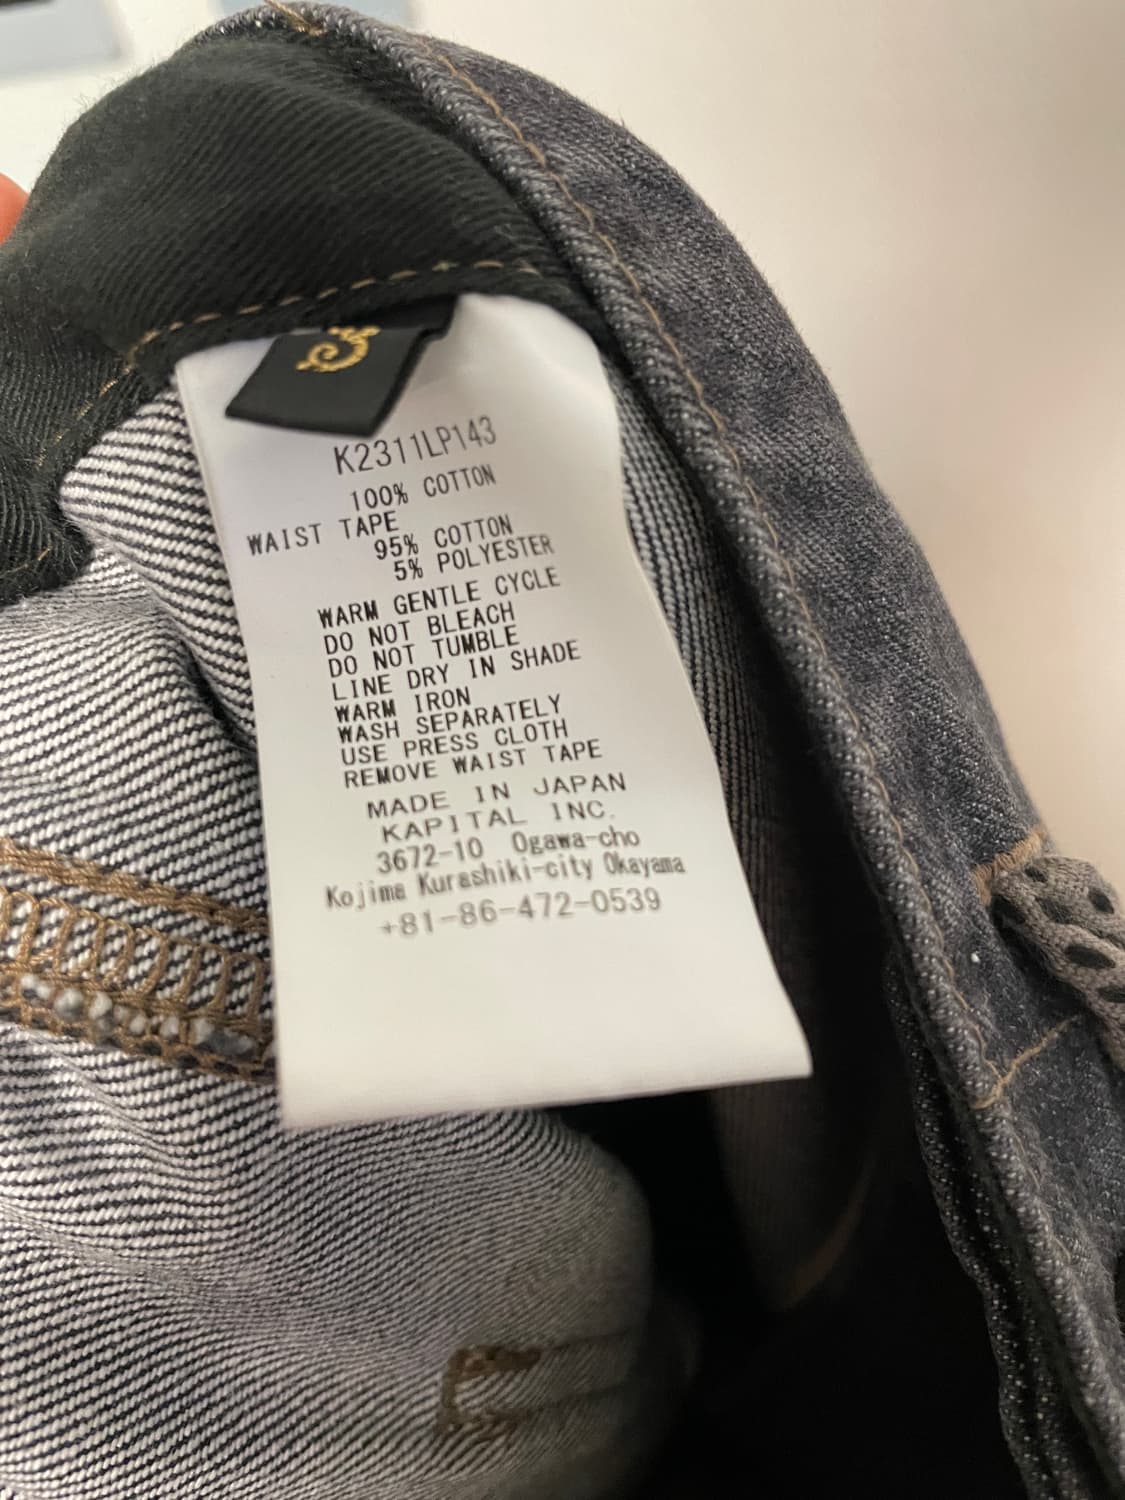 K2311LP143
100% COTTON
WAIST TAPE
95% COTTON
5% POLYESTER
WARM GENTLE CYCLE
DO NOT BLEACH
DO NOT TUMBLE
LINE DRY IN SHADE
WARM IRON
WASH SEPARATELY
USE PRESS CLOTH
REMOVE WAIST TAPE
MADE IN JAPAN
KAPITAL INC.
3672-10 Ogawa-cho
Kojima Kurashiki-city Okayama
+81-86-472-0539